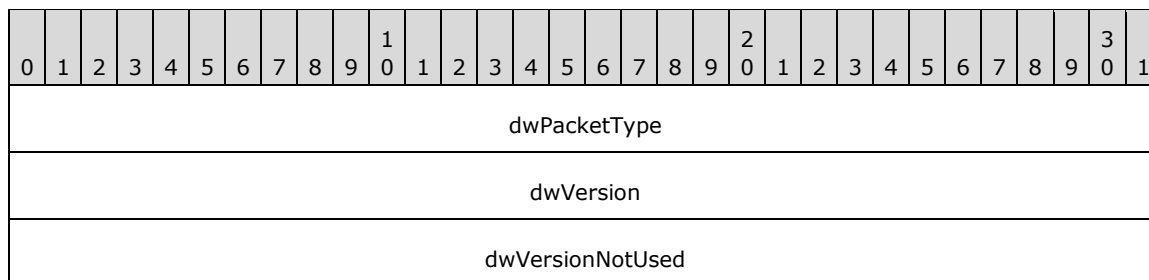 1 2 3
0 1 2 3 4 5 6 7 8 9 0 1 2 3 4 5 6 7 8 9 0 1 2 3 4 5 6 7 8 9 0 1
dwPacketType
dwVersion
dwVersionNotUsed